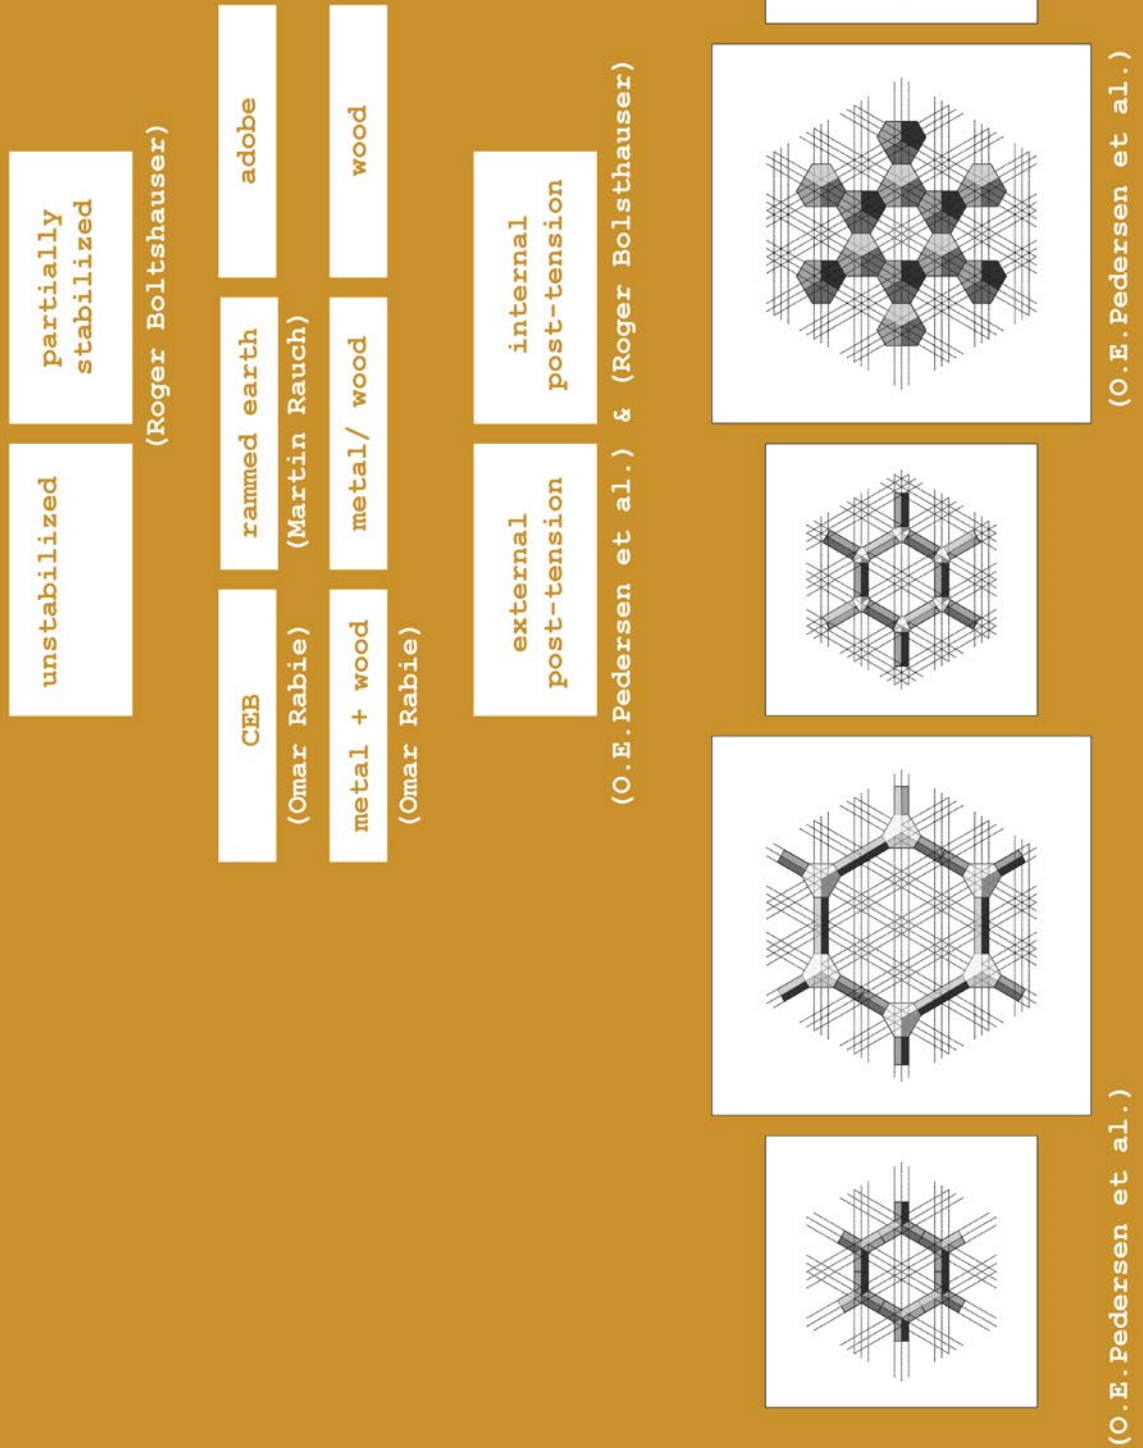 unstabilized
partially
stabilized
(Roger Boltshauser)
CEB
rammed earth
adobe
(Omar Rabie)
(Martin Rauch)
metal + wood
metal/ wood
wood
(Omar Rabie)
external
post-tension
internal
post-tension
(O.E.Pedersen et al.) & (Roger Bolsthauser)
(O.E.Pedersen et al.)
(O.E.Pedersen et al.)